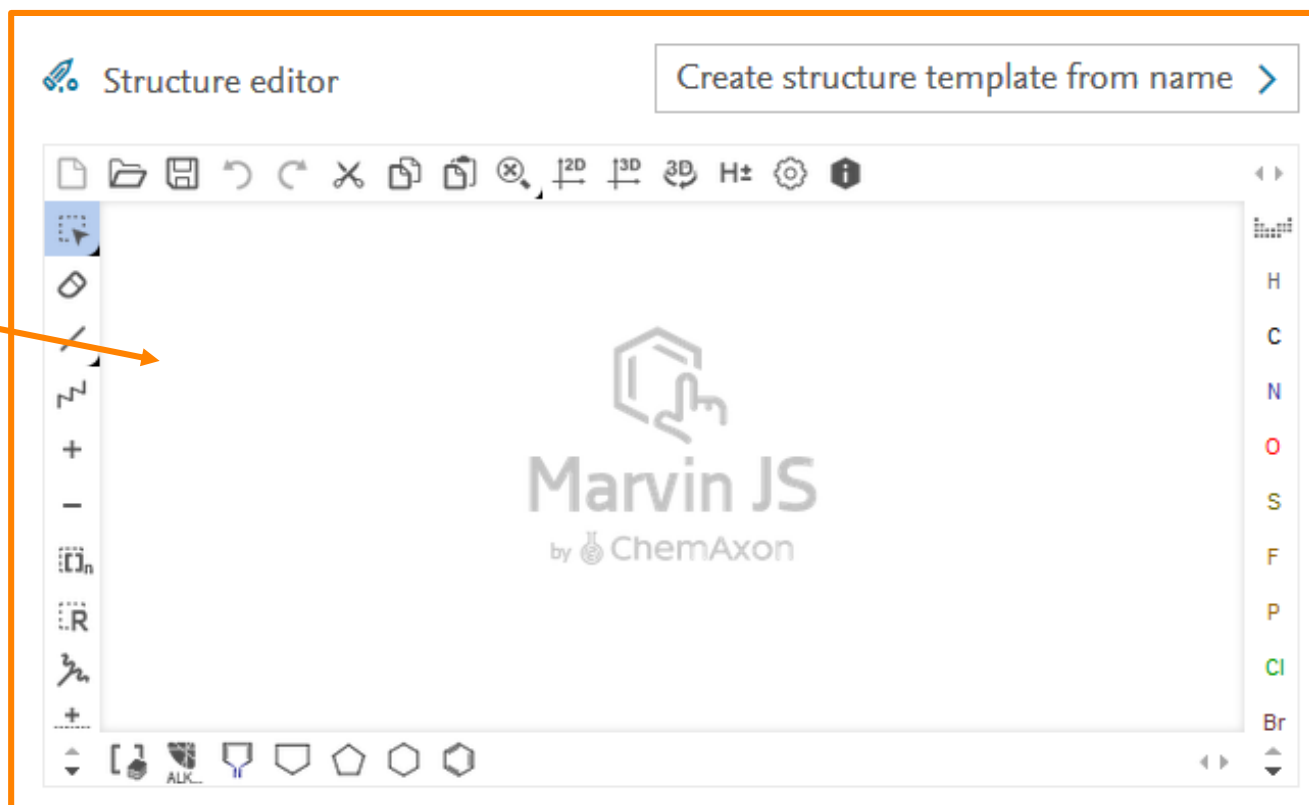 Structure editor
Create structure template from name
2D 3D 3D H±
H
C
N
O
S
F
P
Cl
Br
[]n
R
Marvin JS
by ChemAxon
ALK...